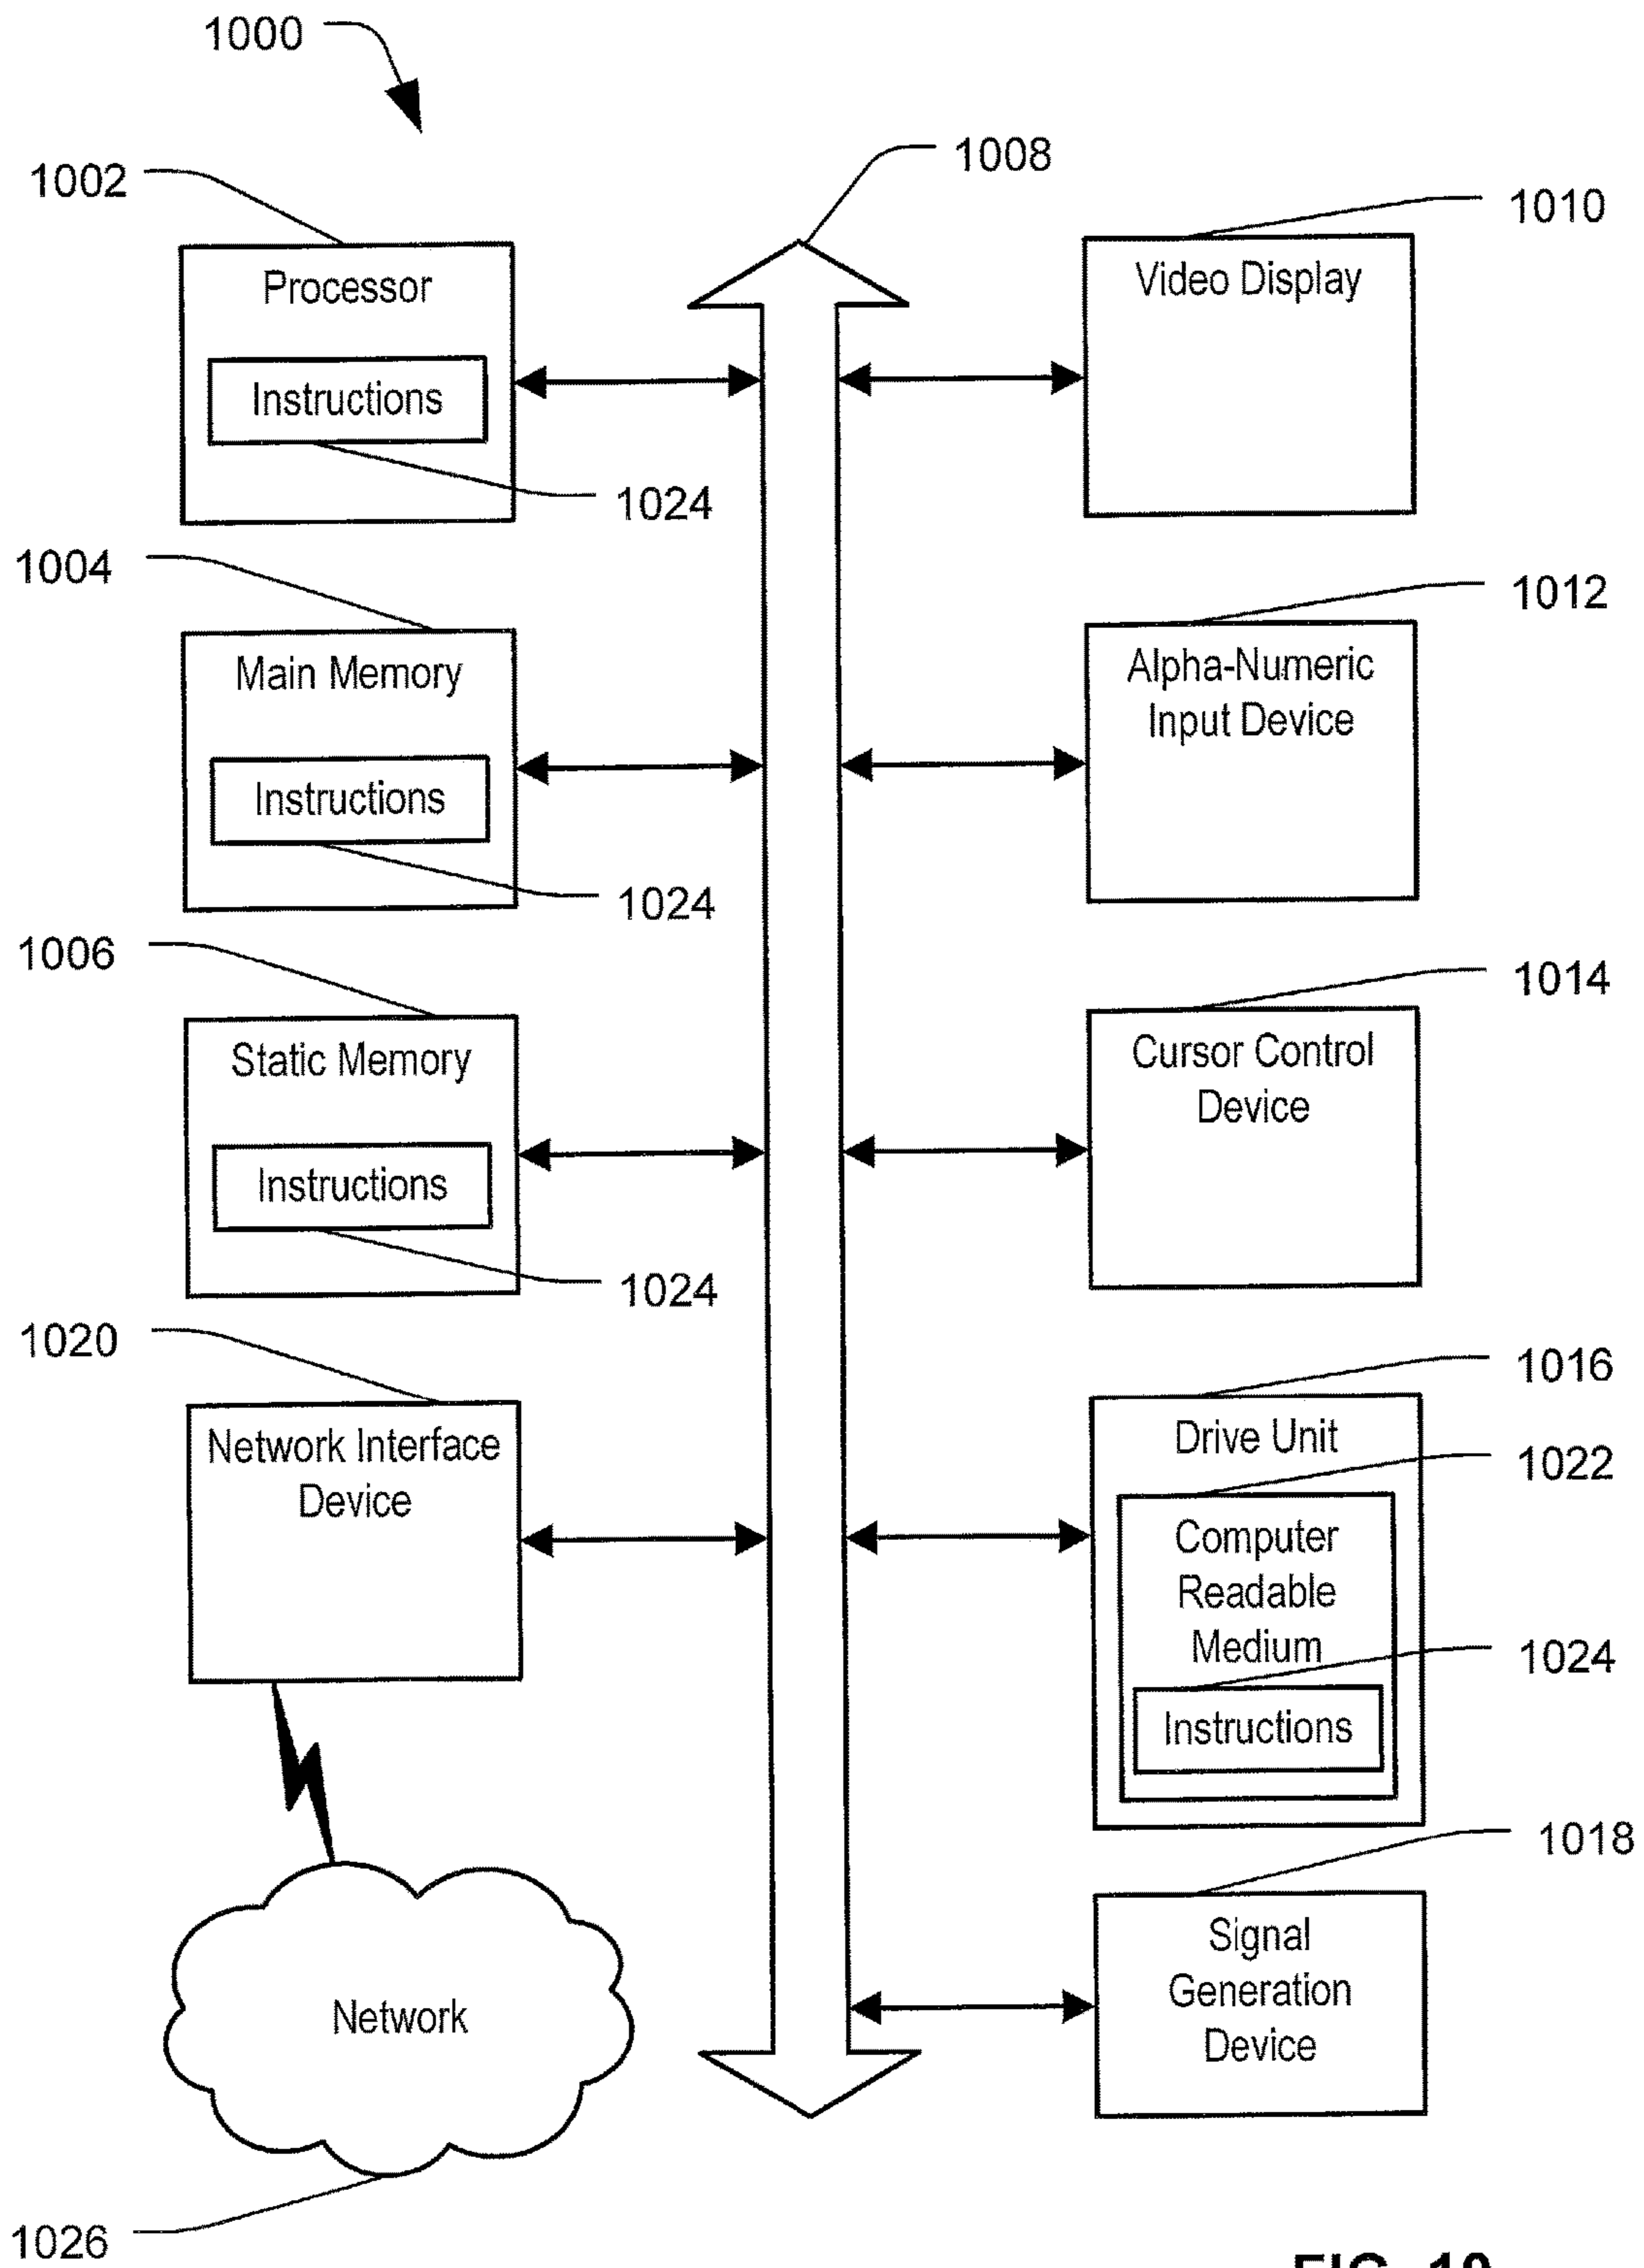 1000
1008
1002
1010
Processor
Instructions
1024
Video Display
1004
1012
Main Memory
Instructions
1024
Alpha-Numeric
Input Device
1006
1014
Static Memory
Instructions
1024
Cursor Control
Device
1020
1016
Network Interface
Device
Drive Unit
1022
Computer
Readable
Medium
1024
Instructions
1018
Signal
Generation
Device
Network
1026